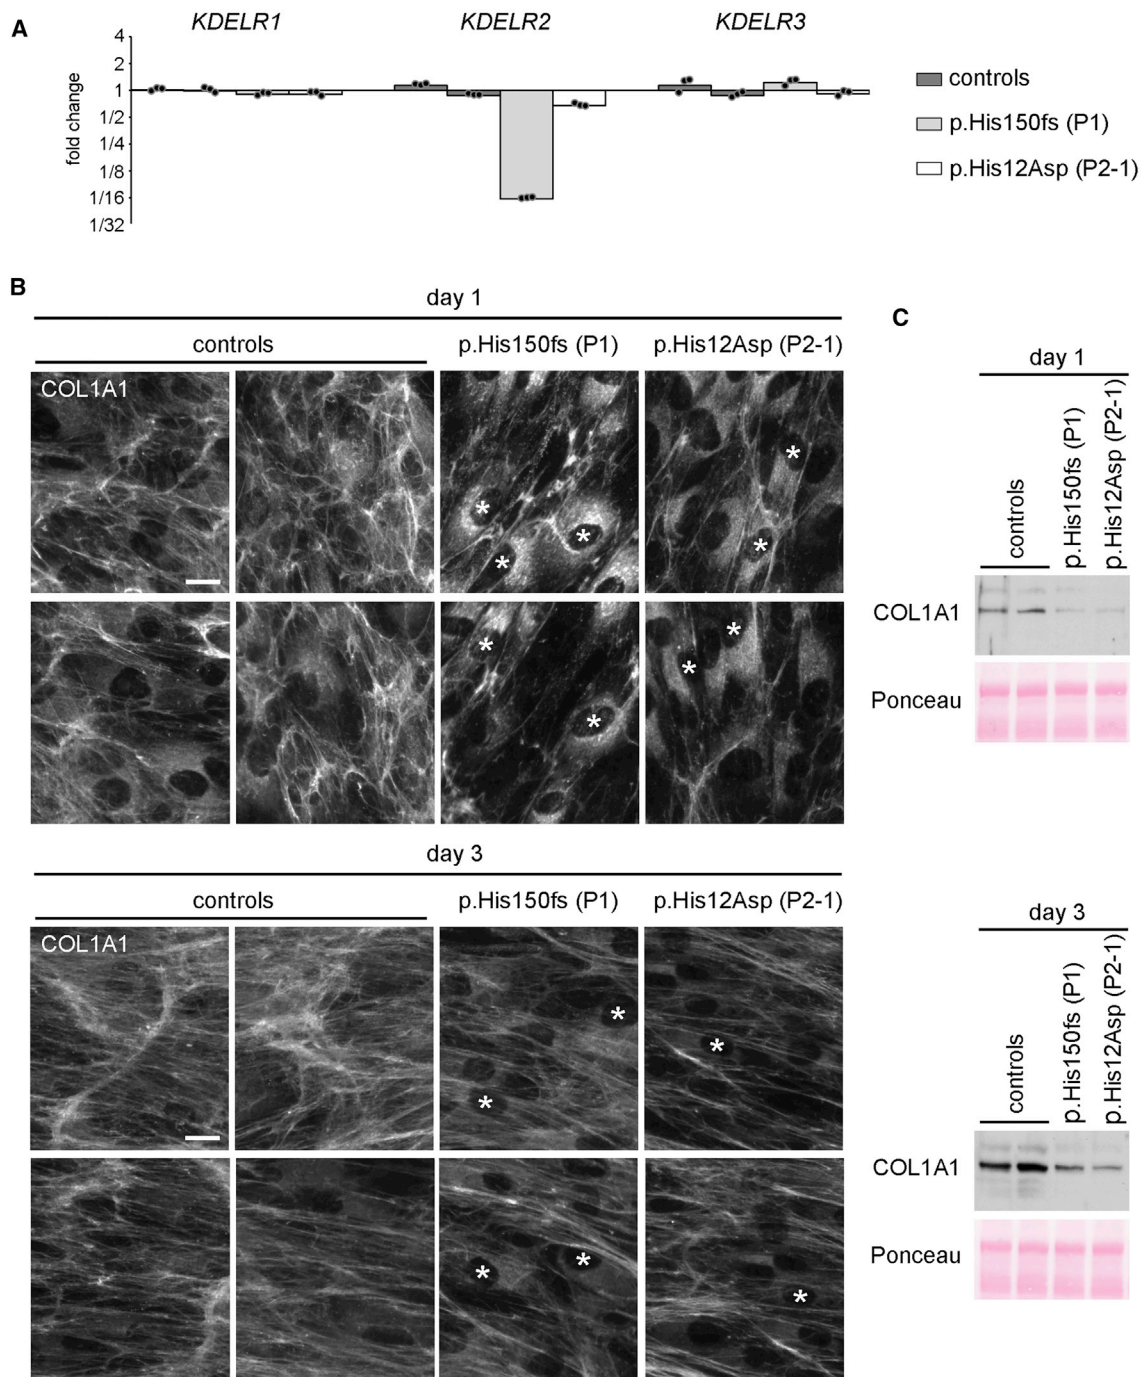 A
KDELR1 KDELR2 KDELR3
fold change
4
2
1
1/2
1/4
1/8
1/16
1/32
controls
p.His150fs (P1)
p.His12Asp (P2-1)
B
day 1
controls p.His150fs (P1) p.His12Asp (P2-1)
COL1A1
* * * * *
* * * *
day 3
controls p.His150fs (P1) p.His12Asp (P2-1)
COL1A1
* * *
* * *
C
day 1
controls
p.His150fs (P1)
p.His12Asp (P2-1)
COL1A1
Ponceau
day 3
controls
p.His150fs (P1)
p.His12Asp (P2-1)
COL1A1
Ponceau